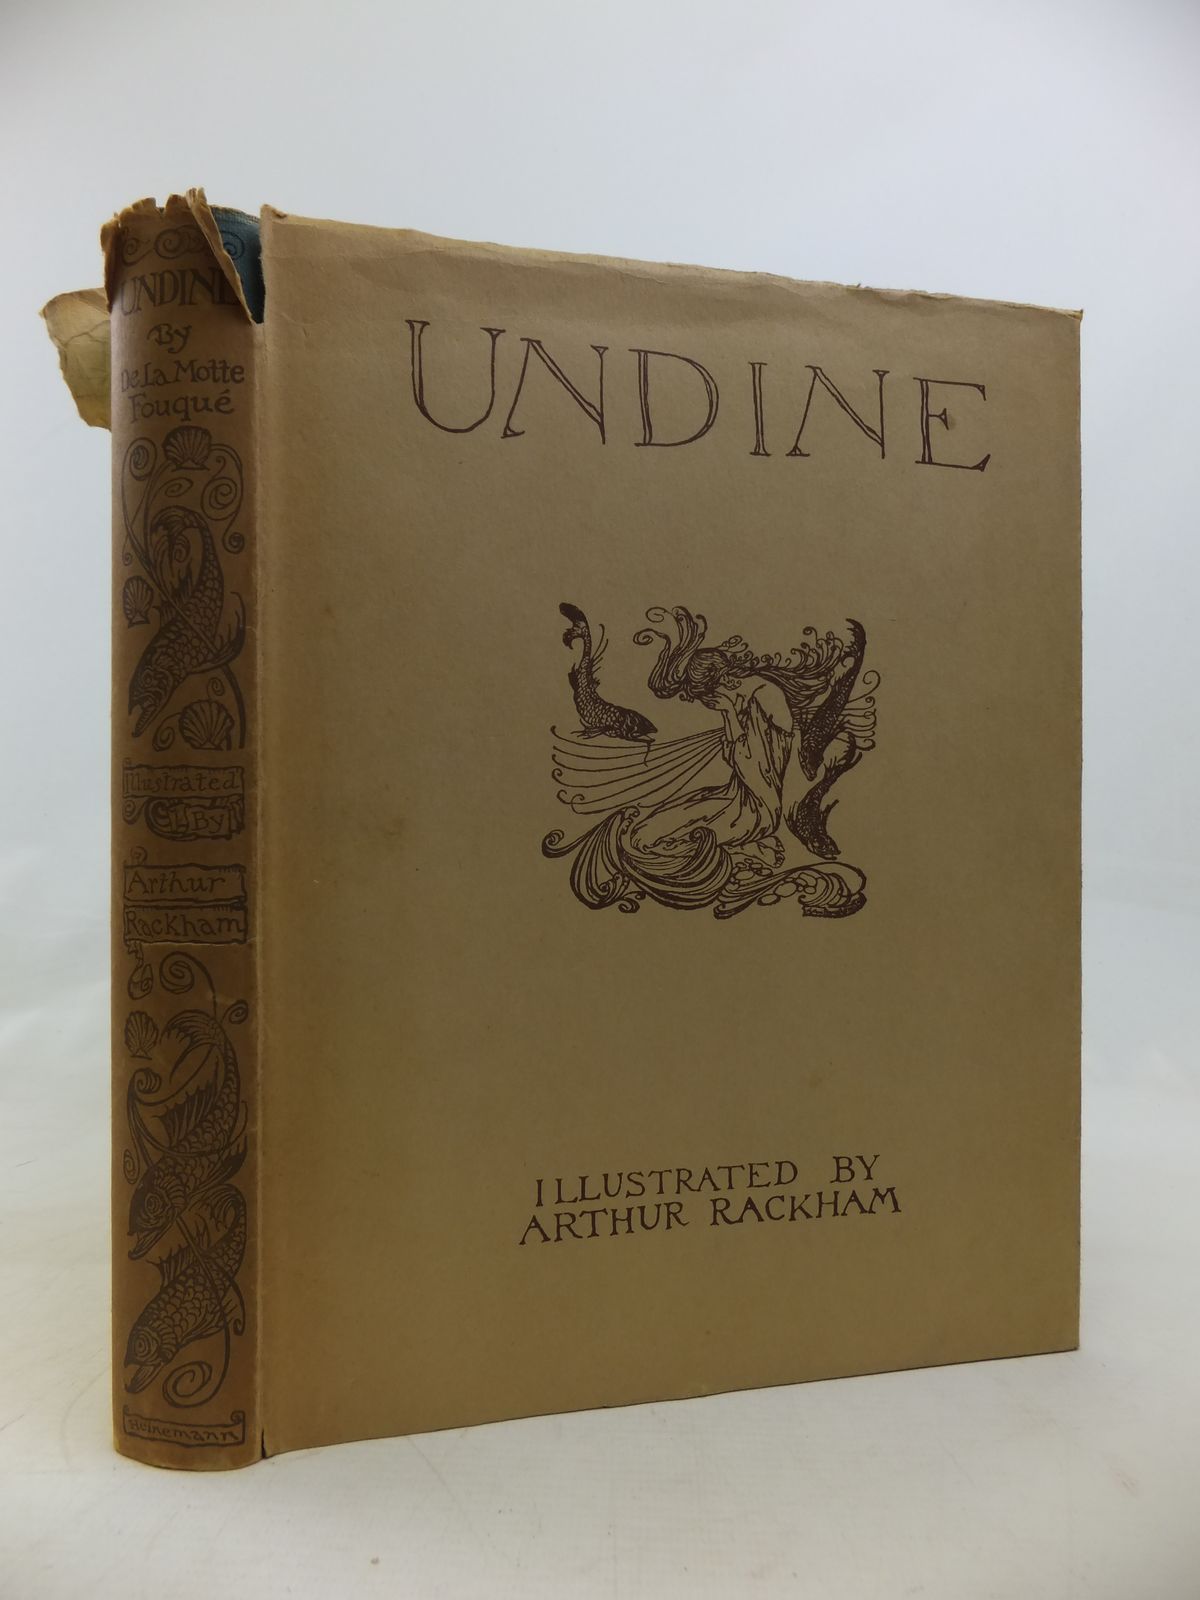 UNDINE
By
De La Motte
Fouqué
Illustrated
By
Arthur
Rackham
Heinemann
UNDINE
ILLUSTRATED BY
ARTHUR RACKHAM